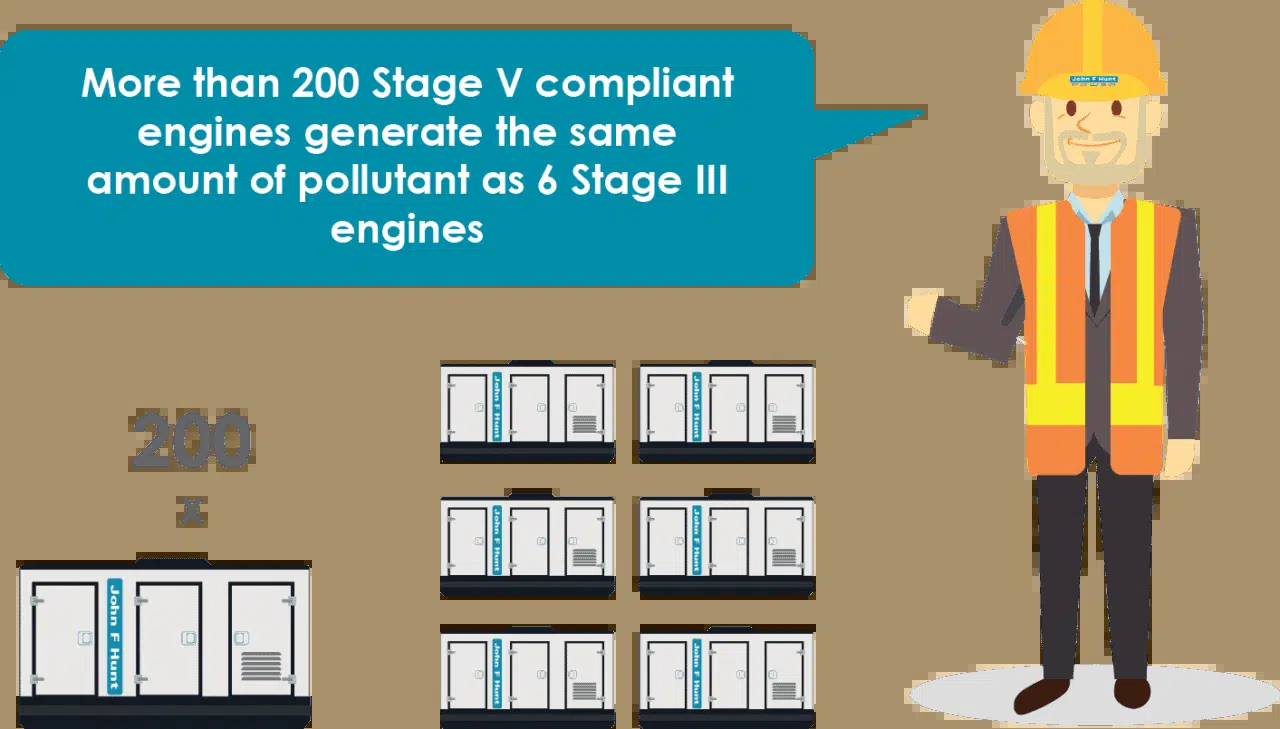 More than 200 Stage V compliant
engines generate the same
amount of pollutant as 6 Stage III
engines
John F Hunt
POWER
200
x
John F Hunt
John F Hunt
John F Hunt
John F Hunt
John F Hunt
John F Hunt
John F Hunt